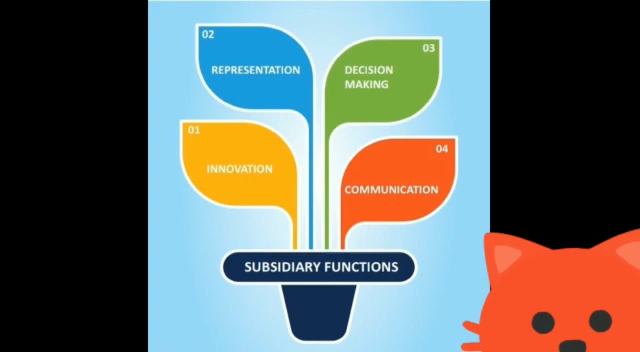 02
REPRESENTATION
03
DECISION
MAKING
01
INNOVATION
04
COMMUNICATION
SUBSIDIARY FUNCTIONS